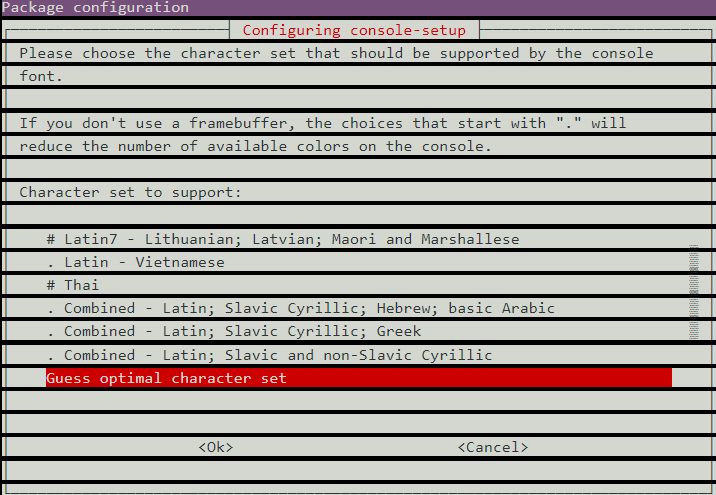 Package configuration
Configuring console-setup
Please choose the character set that should be supported by the console
font.
If you don't use a framebuffer, the choices that start with "." will
reduce the number of available colors on the console.
Character set to support:
# Latin7 - Lithuanian; Latvian; Maori and Marshallese
. Latin - Vietnamese
# Thai
. Combined - Latin; Slavic Cyrillic; Hebrew; basic Arabic
. Combined - Latin; Slavic Cyrillic; Greek
. Combined - Latin; Slavic and non-Slavic Cyrillic
Guess optimal character set
<Ok> <Cancel>